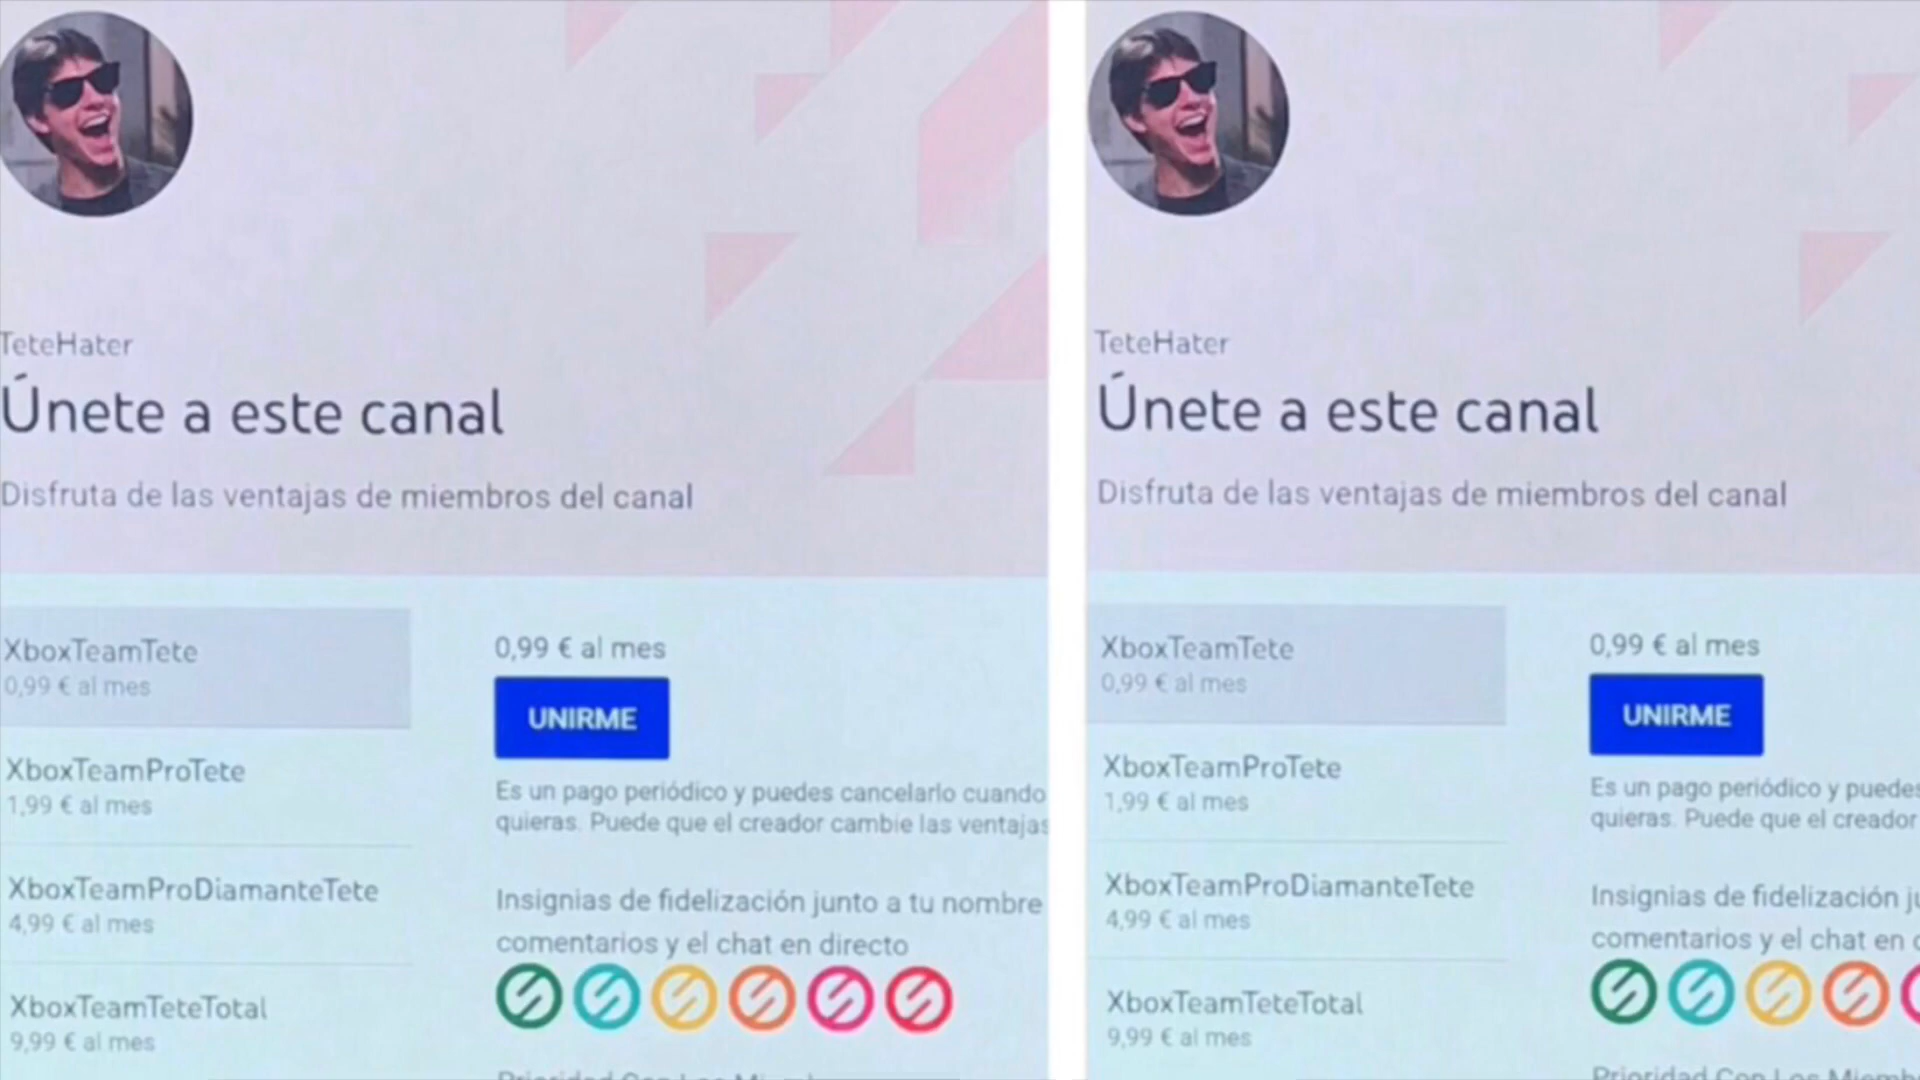 TeteHater
Únete a este canal
Disfruta de las ventajas de miembros del canal
XboxTeamTete
0,99 € al mes
XboxTeamProTete
1,99 € al mes
XboxTeamProDiamanteTete
4,99 € al mes
XboxTeamTeteTotal
9,99 € al mes
0,99 € al mes
UNIRME
Es un pago periódico y puedes cancelarlo cuando
quieras. Puede que el creador cambie las ventajas
Insignias de fidelización junto a tu nombre
comentarios y el chat en directo
TeteHater
Únete a este canal
Disfruta de las ventajas de miembros del canal
XboxTeamTete
0,99 € al mes
XboxTeamProTete
1,99 € al mes
XboxTeamProDiamanteTete
4,99 € al mes
XboxTeamTeteTotal
9,99 € al mes
0,99 € al mes
UNIRME
Es un pago periódico y puedes
quieras. Puede que el creador
Insignias de fidelización
comentarios y el chat en
Prioridad Con Los